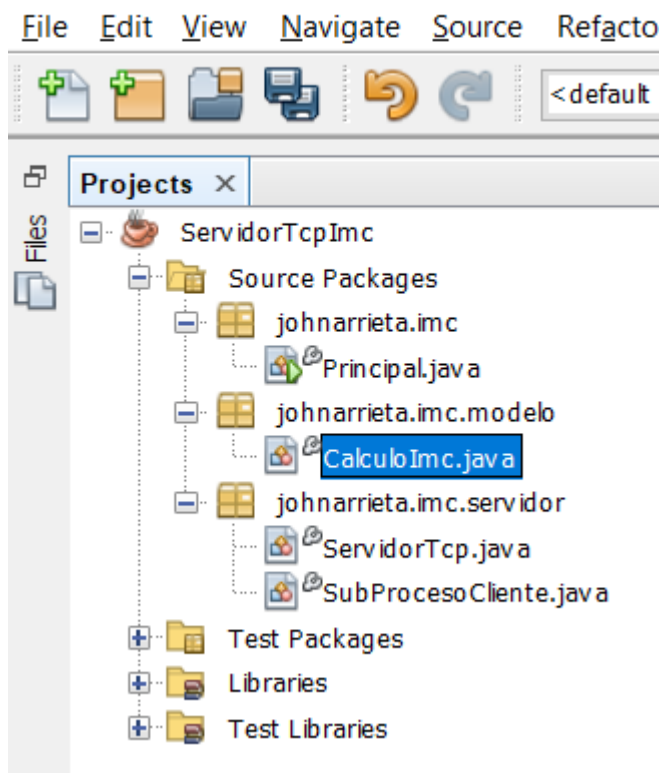 File Edit View Navigate Source Refacto
<default
Projects ×
Files
ServidorTcpImc
Source Packages
johnarrieta.imc
Principal.java
johnarrieta.imc.modelo
CalculoImc.java
johnarrieta.imc.servidor
ServidorTcp.java
SubProcesoCliente.java
Test Packages
Libraries
Test Libraries